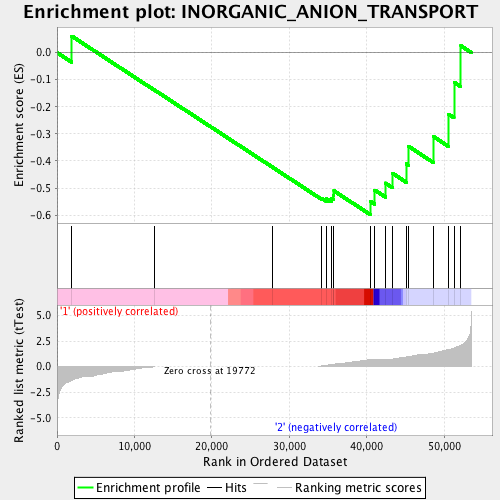 Enrichment plot: INORGANIC_ANION_TRANSPORT
Enrichment score (ES)
0.0
-0.1
-0.2
-0.3
-0.4
-0.5
-0.6
'1' (positively correlated)
Ranked list metric (tTest)
5.0
2.5
0.0
-2.5
-5.0
Zero cross at 19772
'2' (negatively correlated)
0 10,000 20,000 30,000 40,000 50,000
Rank in Ordered Dataset
Enrichment profile Hits Ranking metric scores